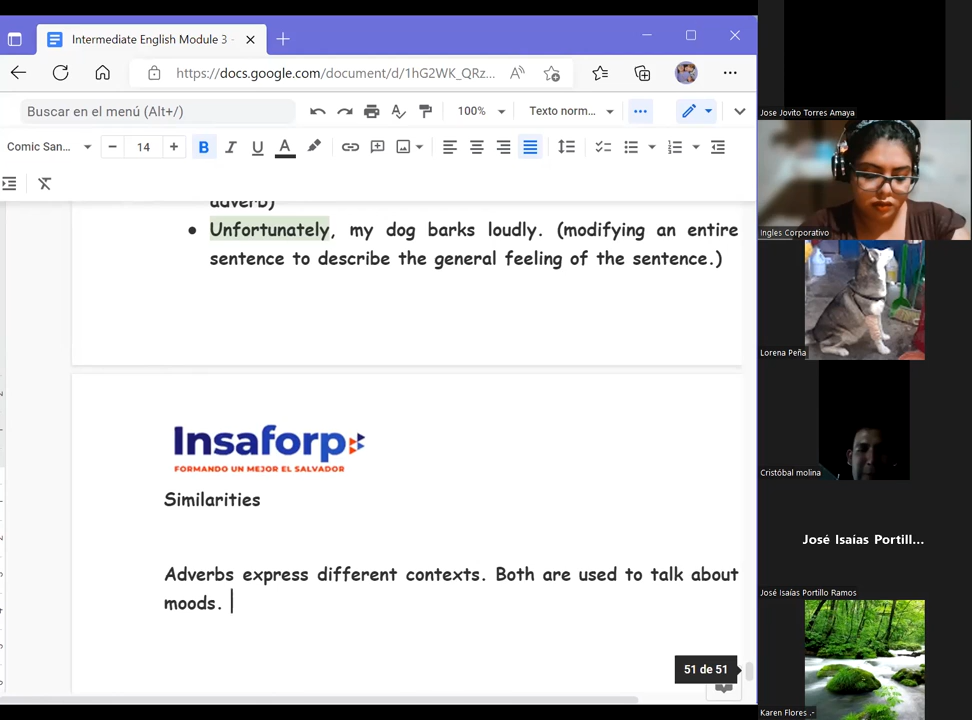 Intermediate English Module 3 -
https://docs.google.com/document/d/1hG2WK_QRz...
Buscar en el menú (Alt+/)
100%
Texto norm...
Comic San...
14
adverb)
● Unfortunately, my dog barks loudly. (modifying an entire
sentence to describe the general feeling of the sentence.)
Insaforp
FORMANDO UN MEJOR EL SALVADOR
Similarities
Adverbs express different contexts. Both are used to talk about
moods.
51 de 51
Jose Jovito Torres Amaya
Ingles Corporativo
Lorena Peña
Cristóbal molina
José Isaías Portill...
José Isaías Portillo Ramos
Karen Flores .-